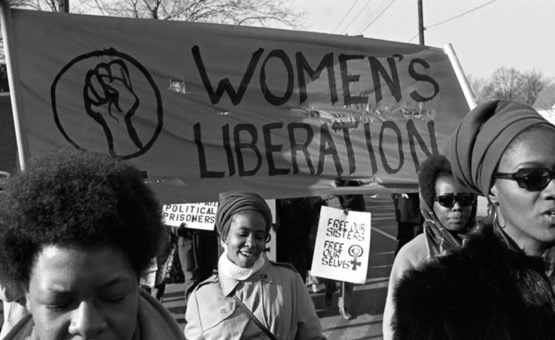 WOMEN'S
LIBERATION
POLITICAL
PRISONERS
FREE OUR
SISTERS
FREE
OUR
SELVES